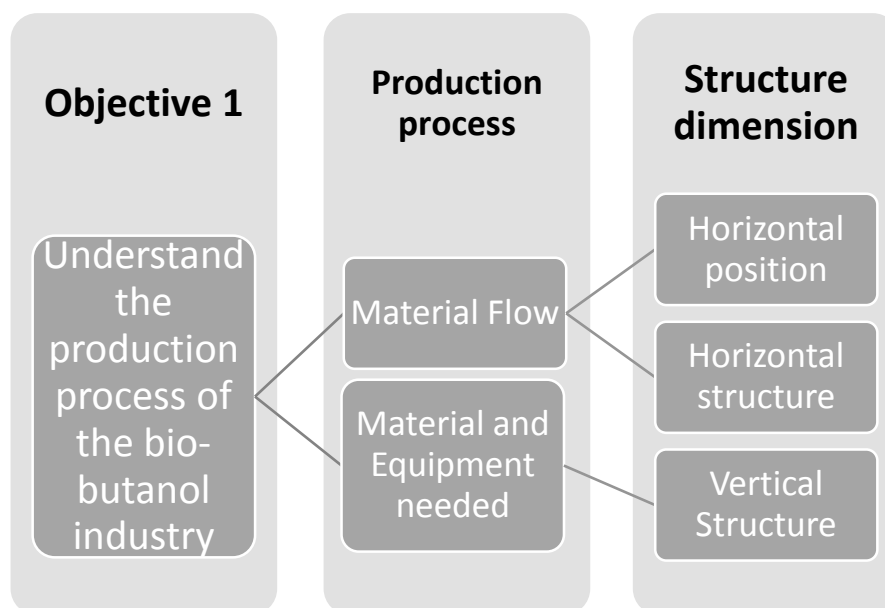 Objective 1
Understand
the
production
process of
the bio-
butanol
industry
Production
process
Material Flow
Material and
Equipment
needed
Structure
dimension
Horizontal
position
Horizontal
structure
Vertical
Structure